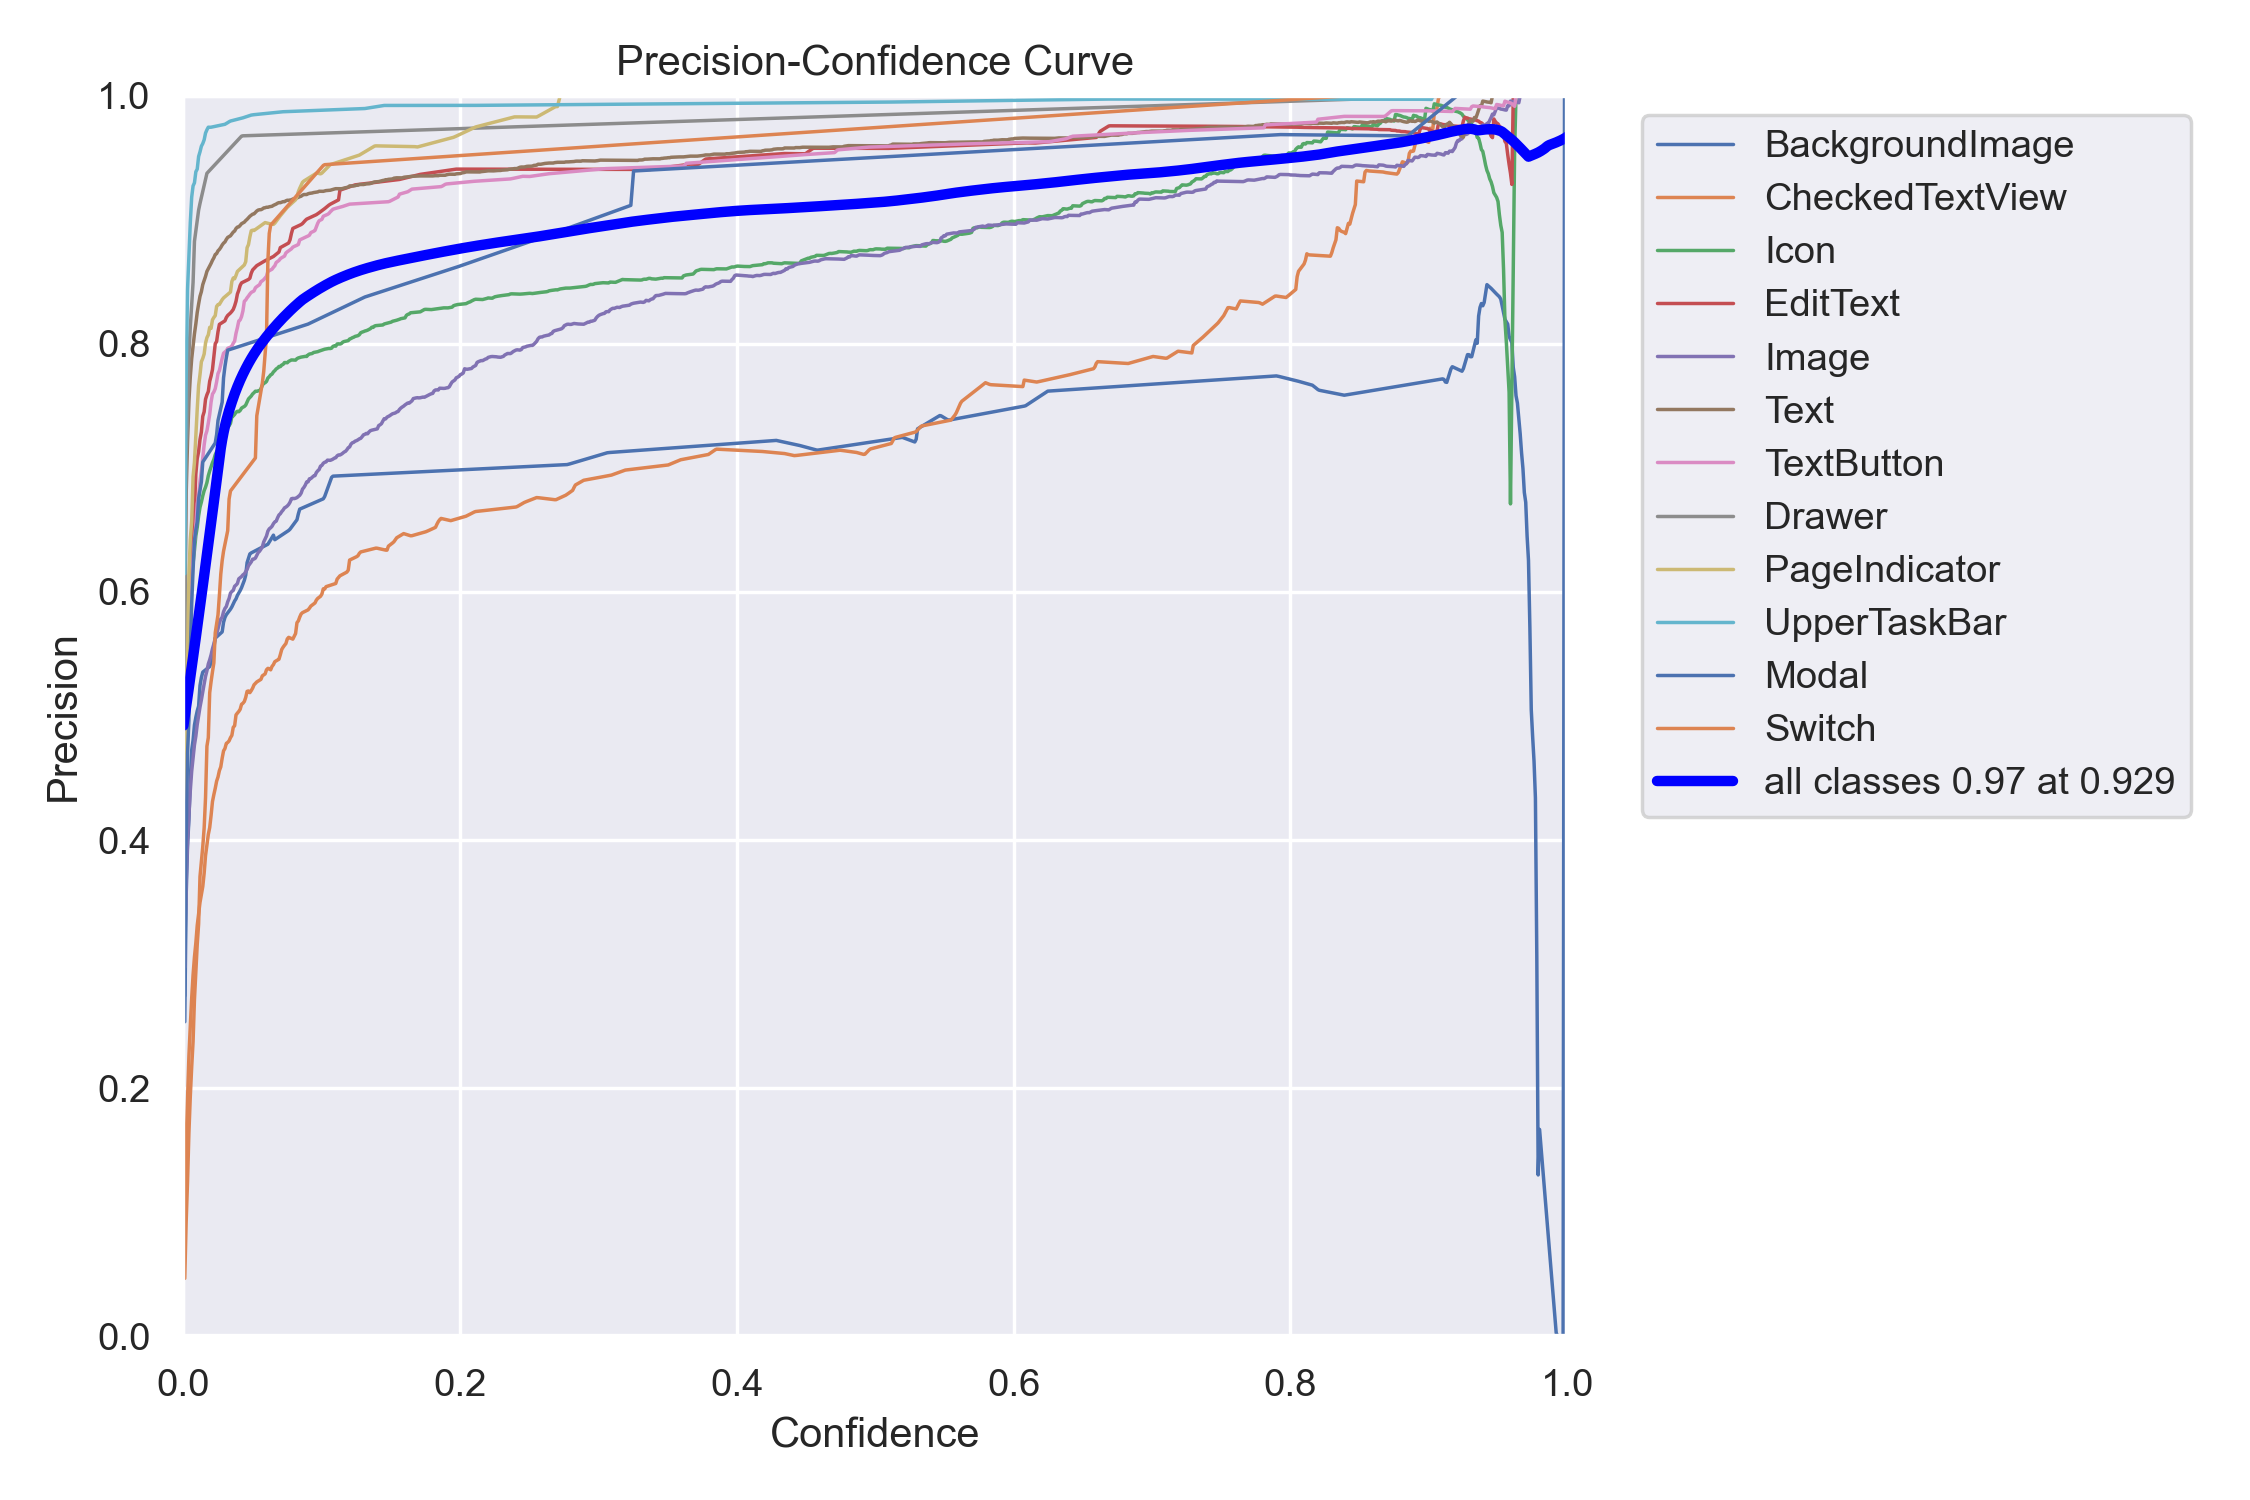 Precision-Confidence Curve
1.0
0.8
0.6
0.4
0.2
0.0
Precision
0.0 0.2 0.4 0.6 0.8 1.0
Confidence
BackgroundImage
CheckedTextView
Icon
EditText
Image
Text
TextButton
Drawer
PageIndicator
UpperTaskBar
Modal
Switch
all classes 0.97 at 0.929